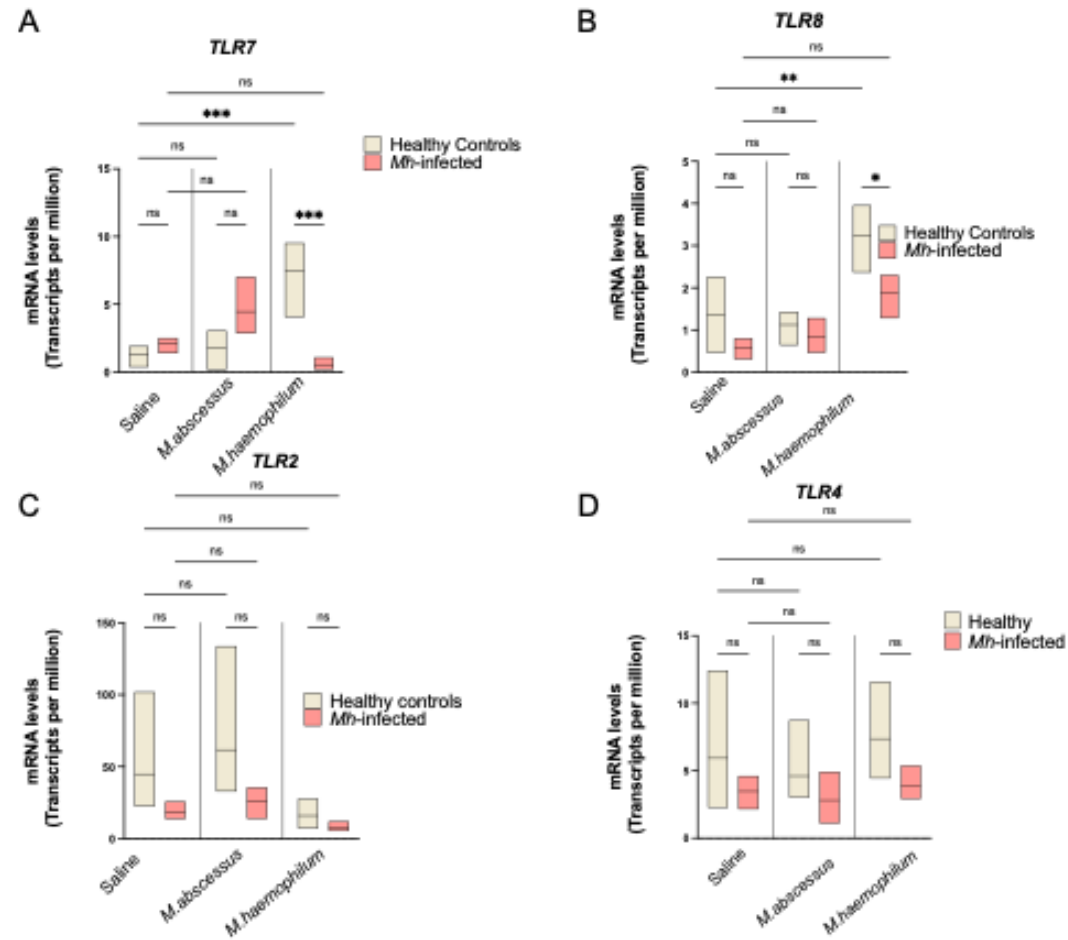 A
TLR7
ns
***
ns
ns
ns
ns
***
Healthy Controls
Mh-infected
mRNA levels
(Transcripts per million)
15
10
5
0
Saline
M.abscessus
M.haemophilum
B
TLR8
ns
**
ns
ns
ns
ns
*
Healthy Controls
Mh-infected
mRNA levels
(Transcripts per million)
5
4
3
2
1
0
Saline
M.abscessus
M.haemophilum
C
TLR2
ns
ns
ns
ns
ns
ns
ns
Healthy controls
Mh-infected
mRNA levels
(Transcripts per million)
150
100
50
0
Saline
M.abscessus
M.haemophilum
D
TLR4
ns
ns
ns
ns
ns
ns
ns
Healthy
Mh-infected
mRNA levels
(Transcripts per million)
15
10
5
0
Saline
M.abscessus
M.haemophilum